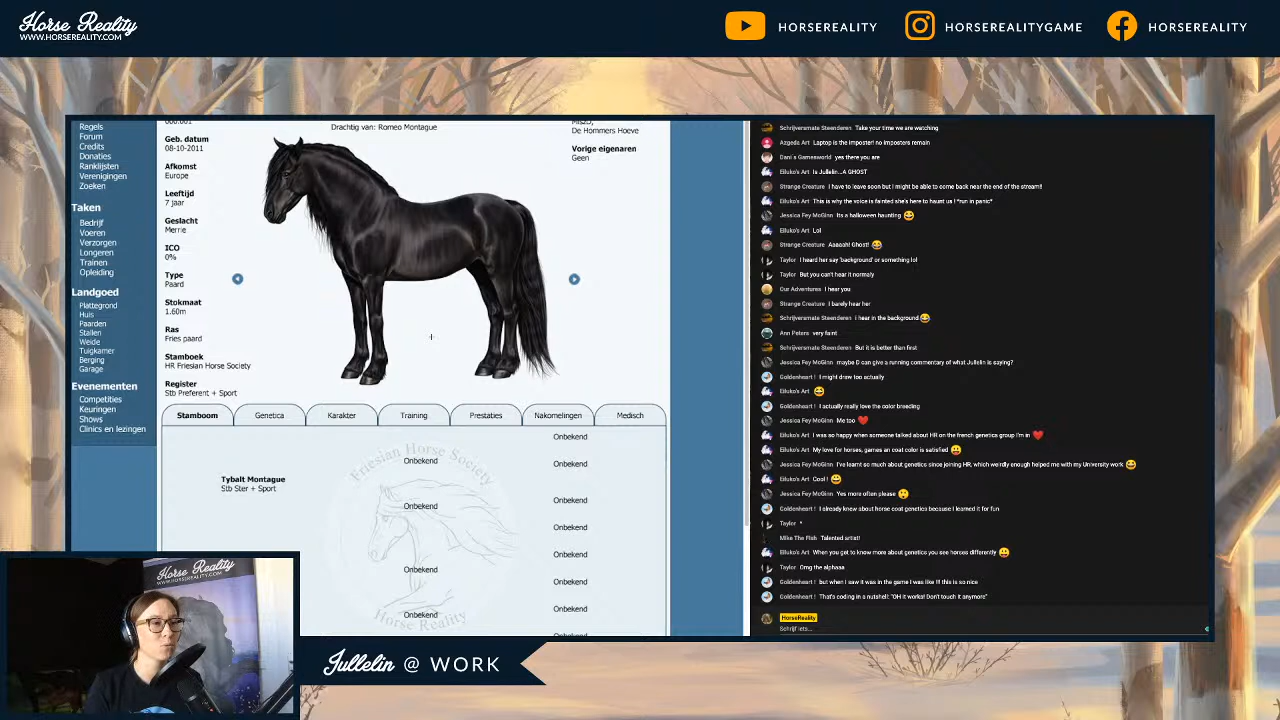 Horse Reality
WWW.HORSEREALITY.COM
HORSEREALITY
HORSEREALITYGAME
HORSEREALITY
Regels
Forum
Credits
Donaties
Ranklijsten
Verenigingen
Zoeken
Taken
Bedrijf
Voeren
Verzorgen
Longeren
Trainen
Opleiding
Landgoed
Plattegrond
Huis
Paarden
Stallen
Weide
Tuigkamer
Berging
Garage
Evenementen
Competities
Keuringen
Shows
Clinics en lezingen
Geb. datum
08-10-2011
Afkomst
Europe
Leeftijd
7 jaar
Geslacht
Merrie
ICO
0%
Type
Paard
Stokmaat
1.60m
Ras
Fries paard
Stamboek
HR Friesian Horse Society
Register
Stb Preferent + Sport
Drachtig van: Romeo Montague
De Hommers Hoeve
Vorige eigenaren
Geen
Stamboom Genetica Karakter Training Prestaties Nakomelingen Medisch
Tybalt Montague
Stb Ster + Sport
Onbekend
Onbekend
Onbekend
Onbekend
Onbekend
Onbekend
Onbekend
Onbekend
Onbekend
Onbekend
Onbekend
Friesian Horse Society
Horse Reality
Schrijversmate Steenderen Take your time we are watching
Azgeda Art Laptop is the imposter! no imposters remain
Dani´s Gamesworld yes there you are
Eiluko's Art Is Jullelin...A GHOST
Strange Creature I have to leave soon but i might be able to come back near the end of the stream!!
Eiluko's Art This is why the voice is fainted she's here to haunt us ! *run in panic*
Jessica Fey McGinn Its a halloween haunting 😄
Eiluko's Art Lol
Strange Creature Aaaaah! Ghost! 😂
Taylor I heard her say 'background' or something lol
Taylor But you can't hear it normaly
Our Adventures I hear you
Strange Creature I barely hear her
Schrijversmate Steenderen i hear in the background 😂
Ann Peters very faint
Schrijversmate Steenderen But it is better than first
Jessica Fey McGinn maybe D can give a running commentary of what Jullelin is saying?
Goldenheart ! I might draw too actually
Eiluko's Art 😄
Goldenheart ! I actually really love the color breeding
Jessica Fey McGinn Me too ❤️
Eiluko's Art I was so happy when someone talked about HR on the french genetics group I'm in ❤️
Eiluko's Art My love for horses, games an coat color is satisfied 😀
Jessica Fey McGinn I've learnt so much about genetics since joining HR, which weirdly enough helped me with my University work 😄
Eiluko's Art Cool ! 😄
Jessica Fey McGinn Yes more often please 😲
Goldenheart ! I already knew about horse coat genetics because I learned it for fun
Taylor *
Mike The Fish Talented artist!
Eiluko's Art When you get to know more about genetics you see horses differently 😀
Taylor Omg the alphaaa
Goldenheart ! but when I saw it was in the game I was like !!! this is so nice
Goldenheart ! That's coding in a nutshell: "OH it works! Don't touch it anymore"
HorseReality
Schrijf iets...
Horse Reality
HORSEREALITY.COM
Jullelin @ WORK